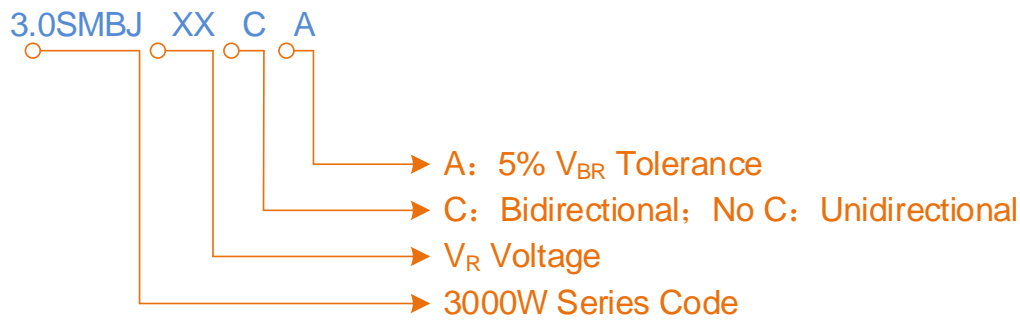 3.0SMBJ XX C A
A：5% VBR Tolerance
C：Bidirectional；No C：Unidirectional
VR Voltage
3000W Series Code